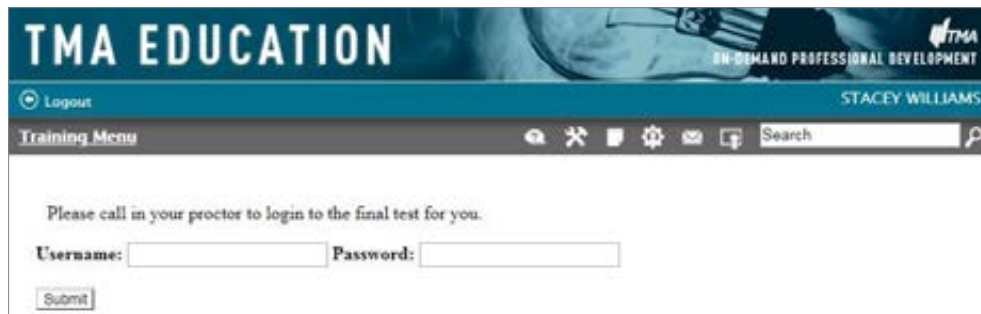 TMA EDUCATION
TMA
ON-DEMAND PROFESSIONAL DEVELOPMENT
Logout STACEY WILLIAMS
Training Menu Search
Please call in your proctor to login to the final test for you.
Username: Password:
Submit